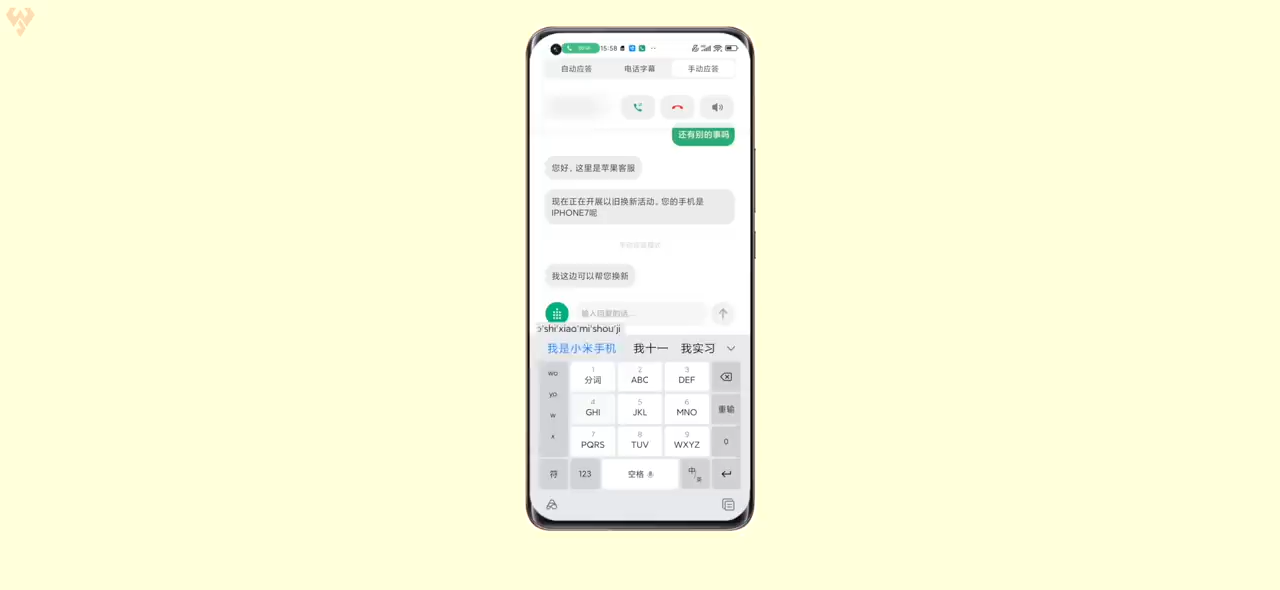 15:58
自动应答 电话字幕 手动应答
还有别的事吗
您好，这里是苹果客服
现在正在开展以旧换新活动，您的手机是
IPHONE7呢
我这边可以帮您换新
输入回复的话...
o'shi'xiao'mi'shou'ji
我是小米手机 我十一 我实习
wo
yo
w
x
1 分词
2 ABC
3 DEF
4 GHI
5 JKL
6 MNO
重输
7 PQRS
8 TUV
9 WXYZ
0
符 123 空格 中/英